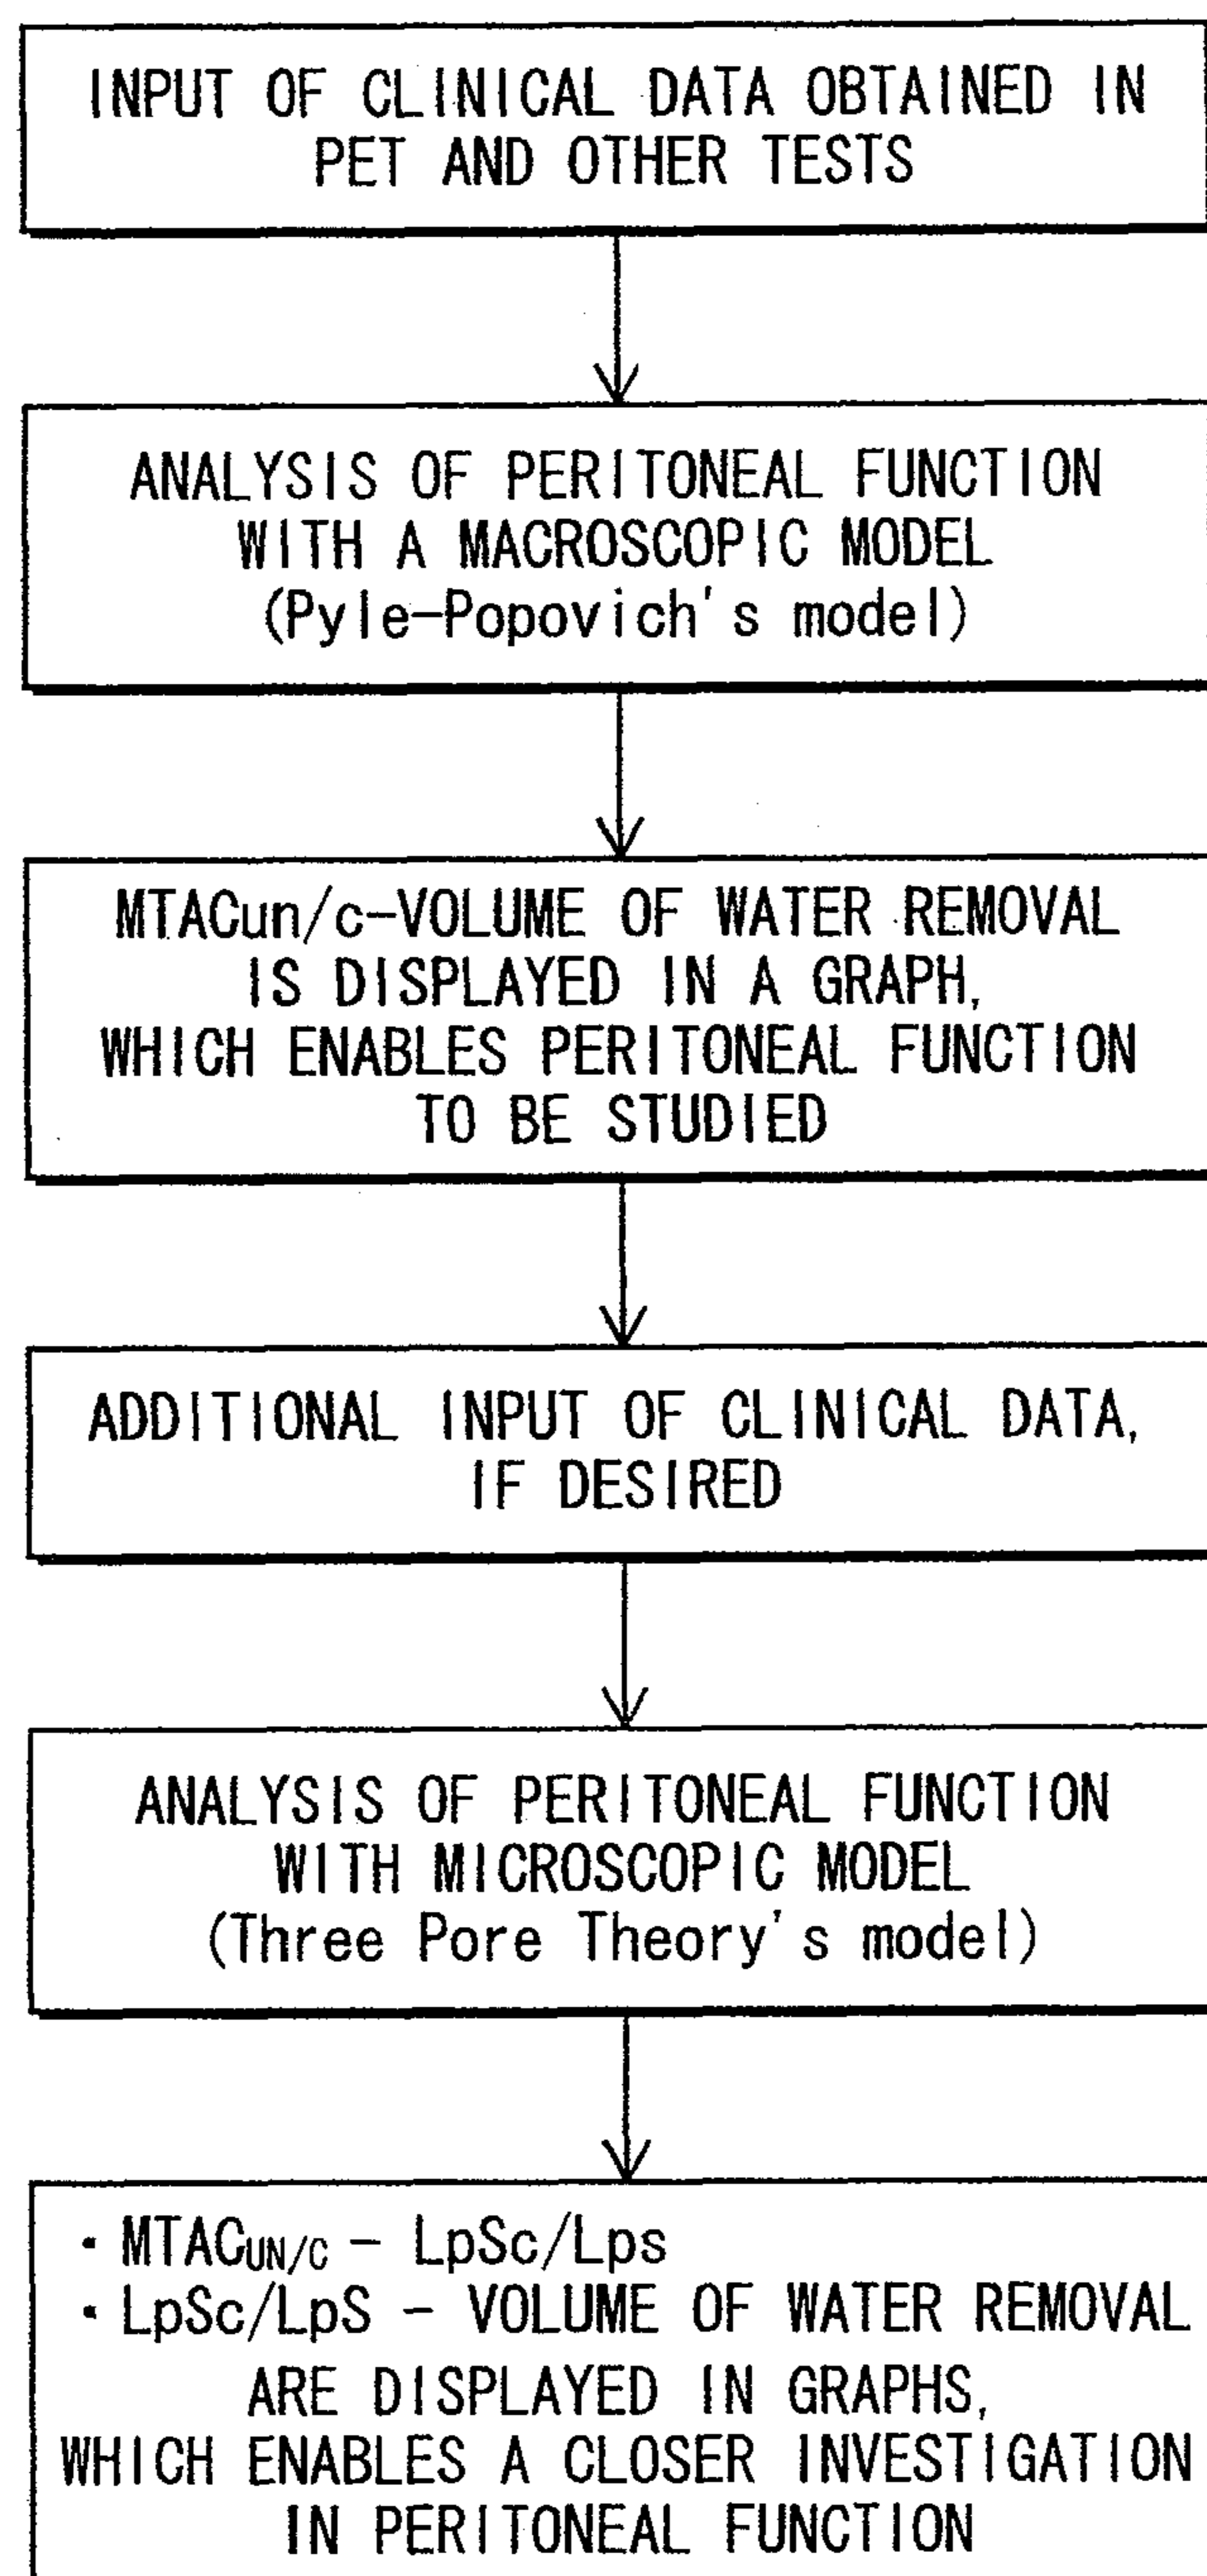 INPUT OF CLINICAL DATA OBTAINED IN
PET AND OTHER TESTS
ANALYSIS OF PERITONEAL FUNCTION
WITH A MACROSCOPIC MODEL
(Pyle-Popovich's model)
MTACun/c-VOLUME OF WATER REMOVAL
IS DISPLAYED IN A GRAPH,
WHICH ENABLES PERITONEAL FUNCTION
TO BE STUDIED
ADDITIONAL INPUT OF CLINICAL DATA,
IF DESIRED
ANALYSIS OF PERITONEAL FUNCTION
WITH MICROSCOPIC MODEL
(Three Pore Theory's model)
· MTACUN/C – LpSc/Lps
· LpSc/LpS – VOLUME OF WATER REMOVAL
ARE DISPLAYED IN GRAPHS,
WHICH ENABLES A CLOSER INVESTIGATION
IN PERITONEAL FUNCTION